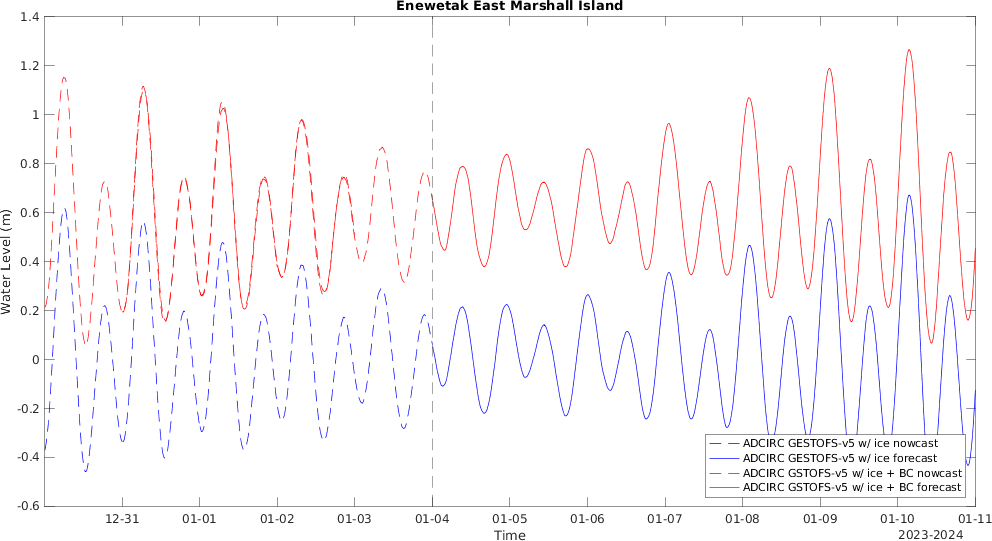 Enewetak East Marshall Island
Water Level (m)
1.4
1.2
1
0.8
0.6
0.4
0.2
0
-0.2
-0.4
-0.6
ADCIRC GESTOFS-v5 w/ ice nowcast
ADCIRC GESTOFS-v5 w/ ice forecast
ADCIRC GSTOFS-v5 w/ ice + BC nowcast
ADCIRC GSTOFS-v5 w/ ice + BC forecast
12-31 01-01 01-02 01-03 01-04 01-05 01-06 01-07 01-08 01-09 01-10 01-11
Time
2023-2024